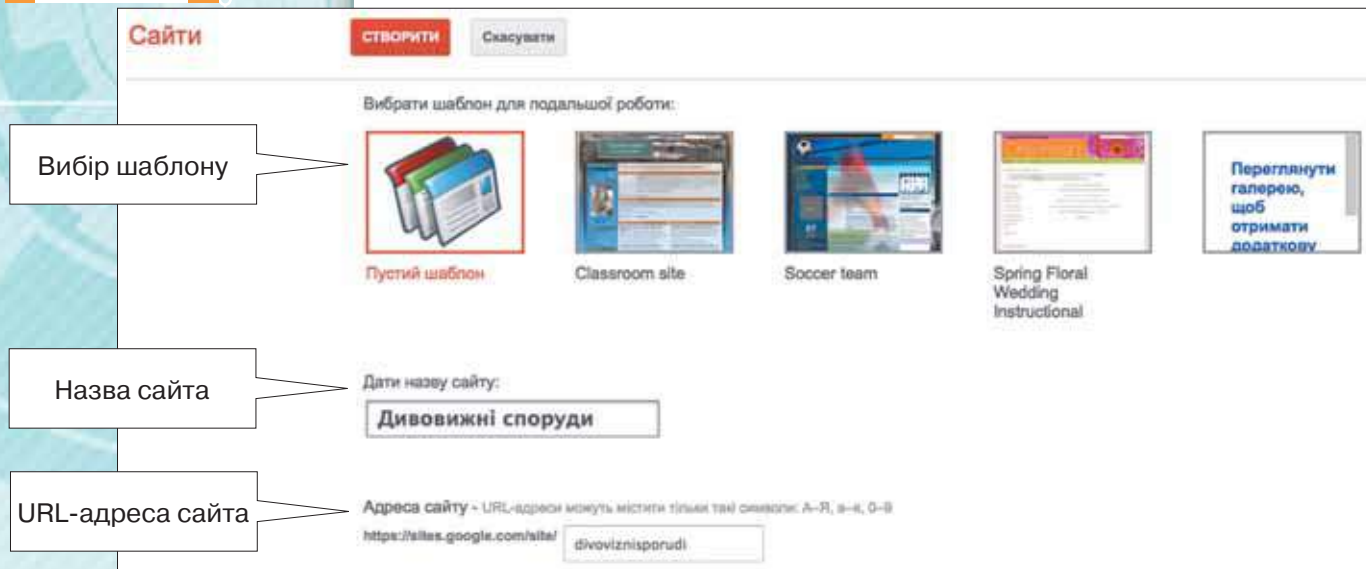 Сайти
СТВОРИТИ Скасувати
Вибрати шаблон для подальшої роботи:
Вибір шаблону
Переглянути
галерею,
щоб
отримати
додаткову
Пустий шаблон Classroom site Soccer team Spring Floral
Wedding
Instructional
Назва сайта
Дати назву сайту:
Дивовижні споруди
URL-адреса сайта
Адреса сайту - URL-адреси можуть містити тільки такі символи: А–Я, а–я, 0–9
https://sites.google.com/site/ divoviznisporudi